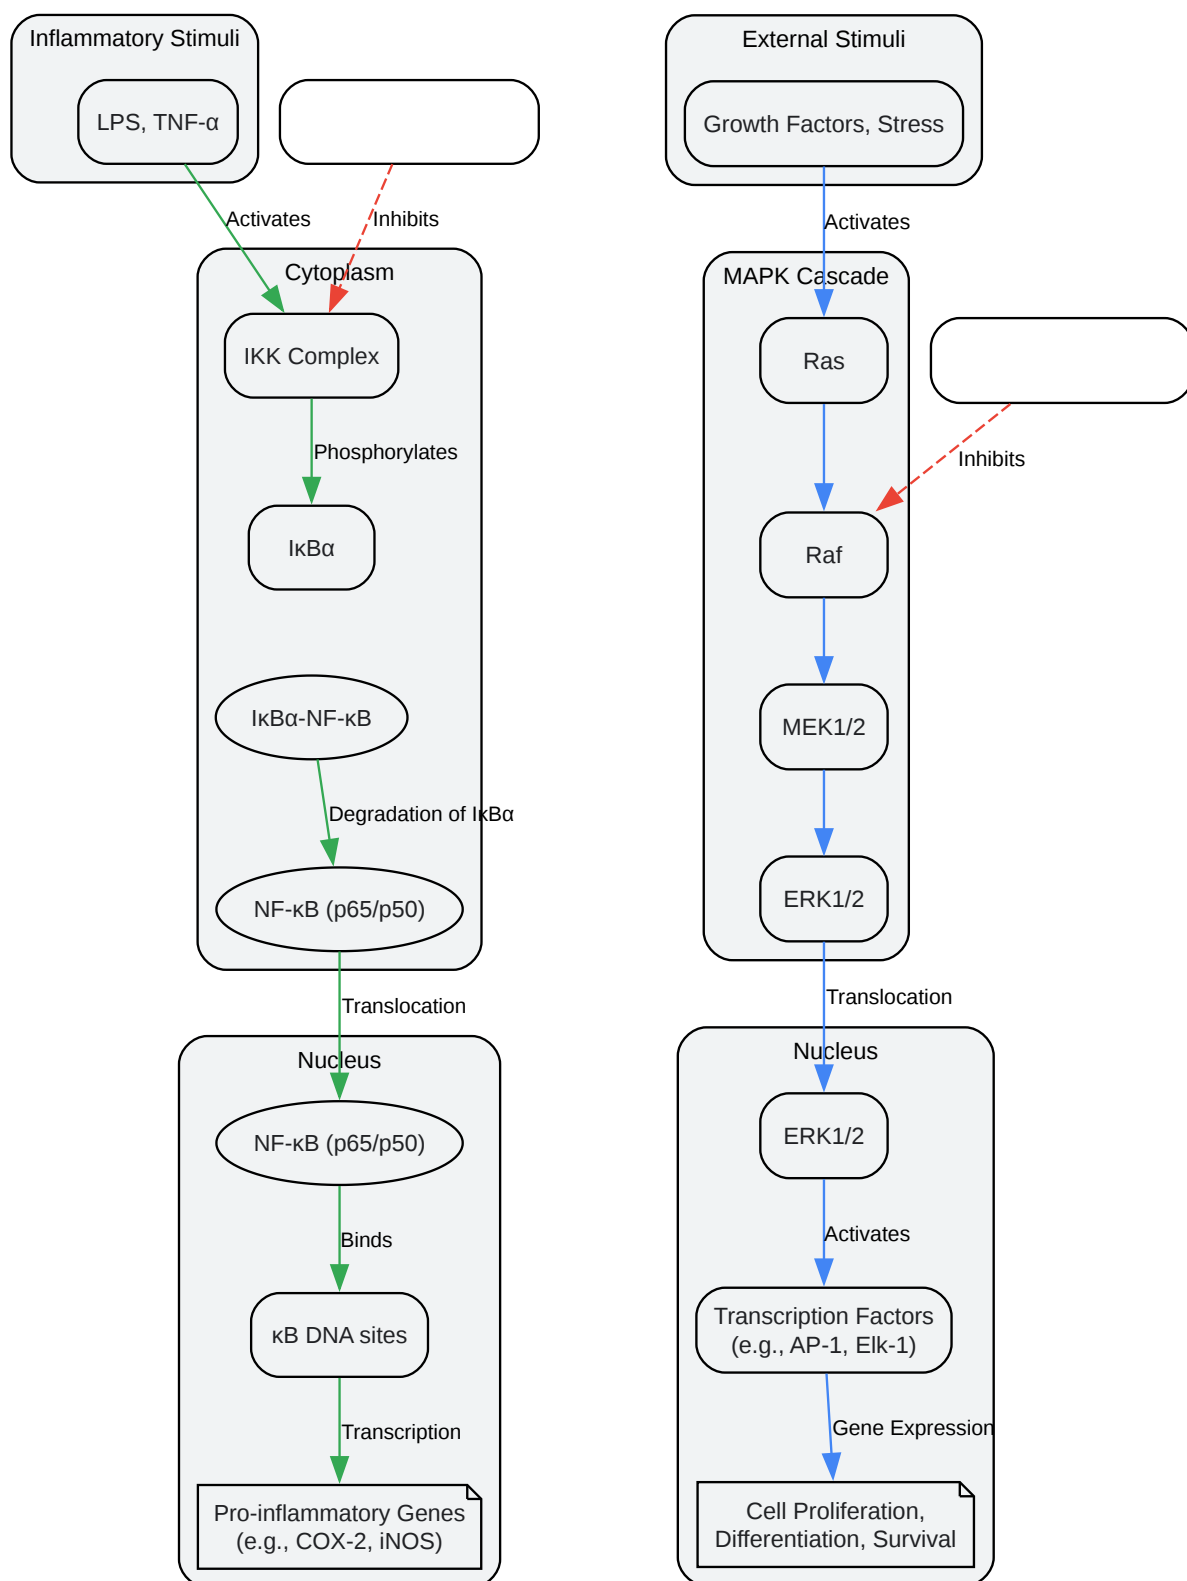 Inflammatory Stimuli
LPS, TNF-α
Activates
Inhibits
Cytoplasm
IKK Complex
Phosphorylates
IκBα
IκBα-NF-κB
Degradation of IκBα
NF-κB (p65/p50)
Translocation
Nucleus
NF-κB (p65/p50)
Binds
κB DNA sites
Transcription
Pro-inflammatory Genes
(e.g., COX-2, iNOS)
External Stimuli
Growth Factors, Stress
Activates
MAPK Cascade
Ras
Inhibits
Raf
MEK1/2
ERK1/2
Translocation
Nucleus
ERK1/2
Activates
Transcription Factors
(e.g., AP-1, Elk-1)
Gene Expression
Cell Proliferation,
Differentiation, Survival